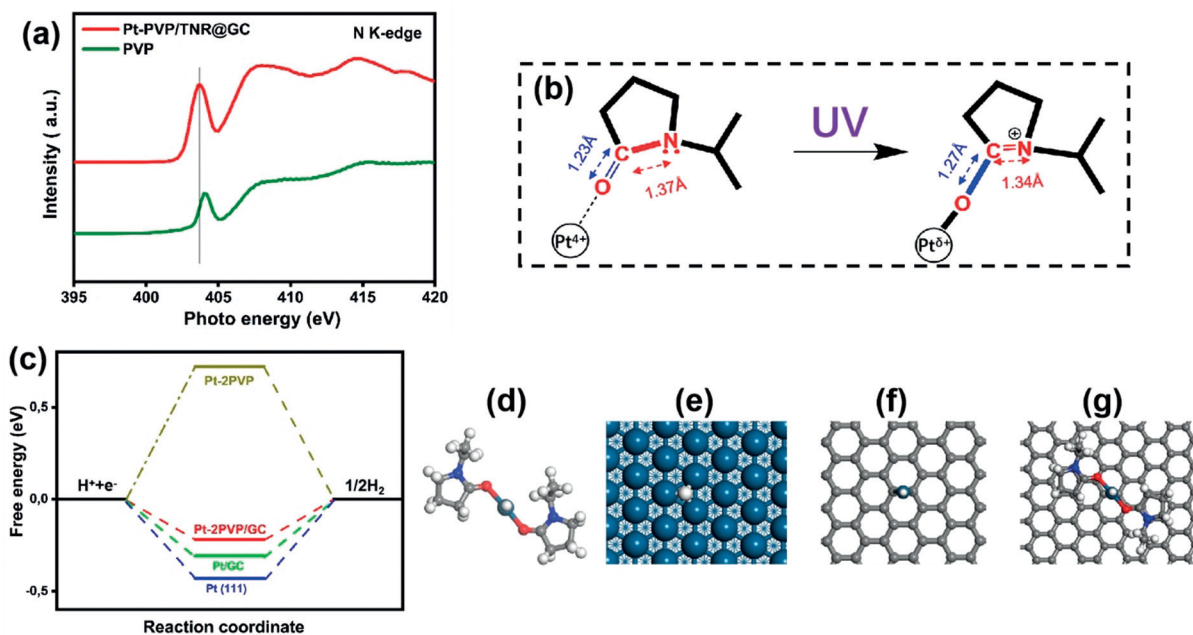 (a)
Pt-PVP/TNR@GC
PVP
N K-edge
Intensity ( a.u.)
395 400 405 410 415 420
Photo energy (eV)
(b)
1.23Å
C
N
O
1.37Å
Pt4+
UV
1.27Å
C=N
⊕
1.34Å
O
Ptδ+
(c)
Free energy (eV)
0,5
0,0
-0,5
Pt-2PVP
H⁺+e⁻
1/2H₂
Pt-2PVP/GC
Pt/GC
Pt (111)
Reaction coordinate
(d)
(e)
(f)
(g)